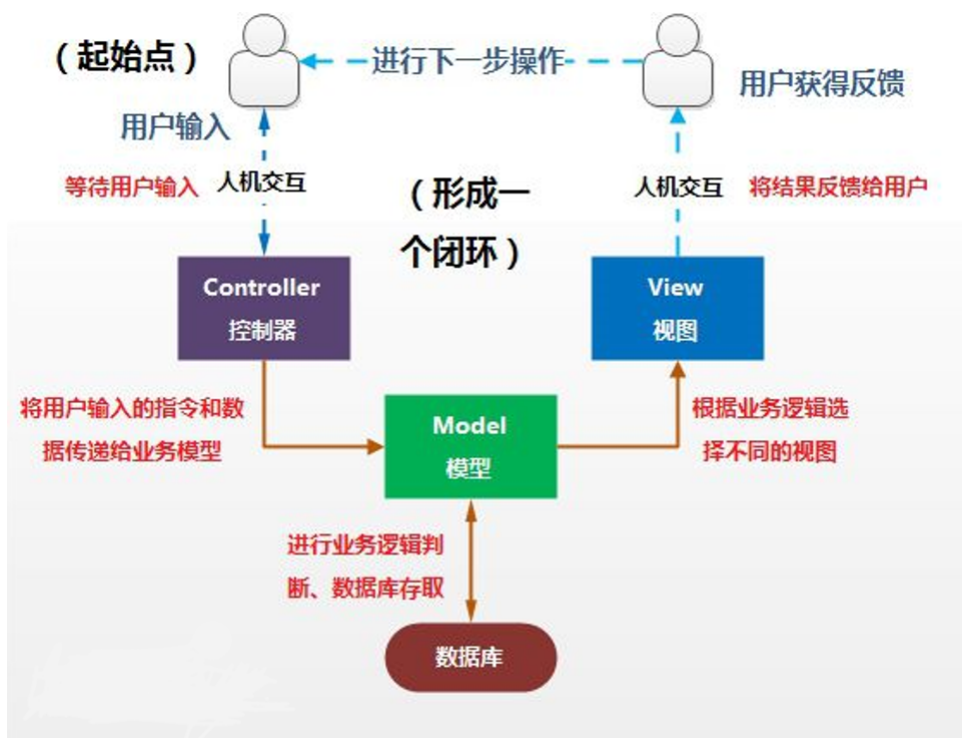 （起始点）
进行下一步操作
用户获得反馈
用户输入
等待用户输入
人机交互
（形成一
个闭环）
人机交互
将结果反馈给用户
Controller
控制器
View
视图
将用户输入的指令和数
据传递给业务模型
Model
模型
根据业务逻辑选
择不同的视图
进行业务逻辑判
断、数据库存取
数据库